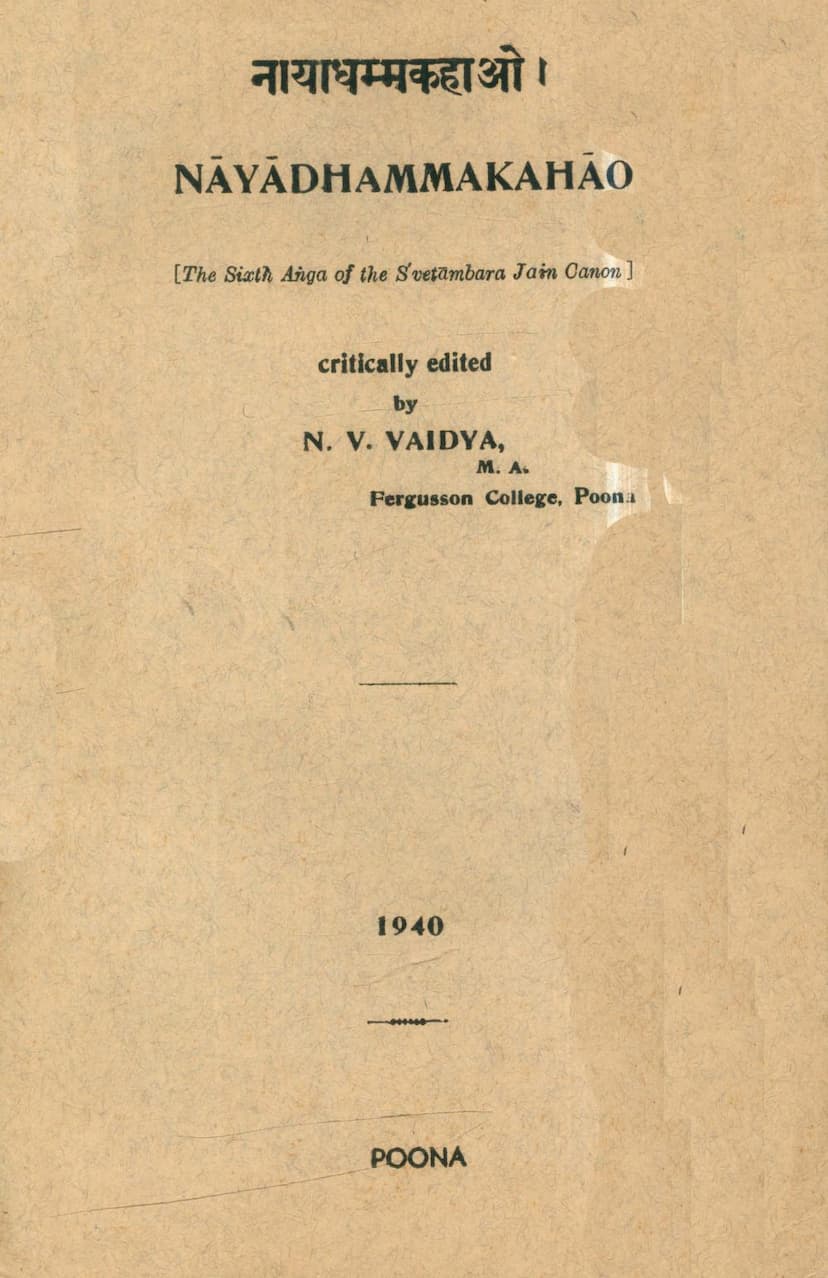 नायाधम्मकहाओ।
NĀYĀDHAMMAKAHĀO
[The Sixth Aṅga of the S'vetāmbara Jain Canon]
critically edited
by
N. V. VAIDYA,
M. A.
Fergusson College, Poona
1940
POONA